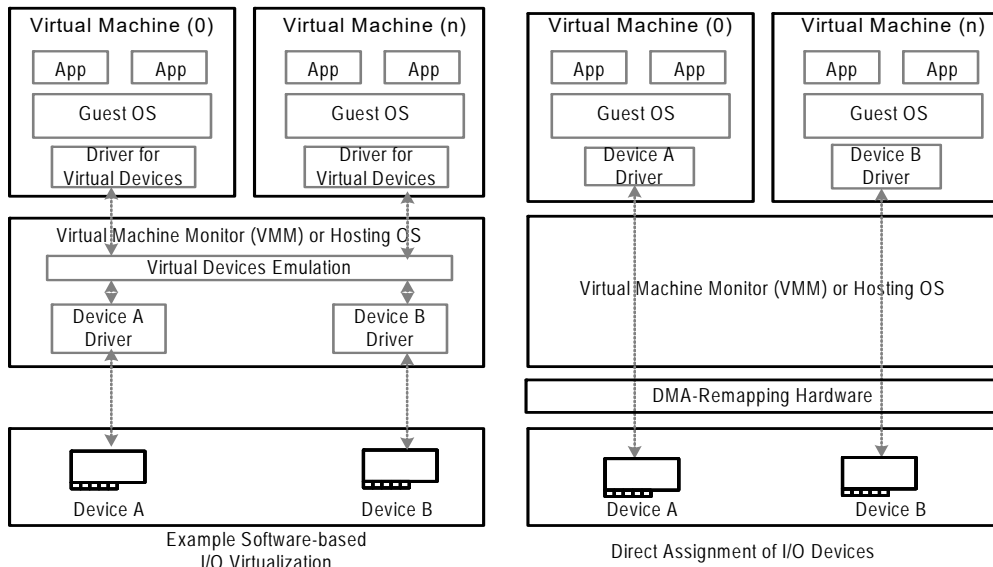 Virtual Machine (0)
App
App
Guest OS
Driver for
Virtual Devices
Virtual Machine (n)
App
App
Guest OS
Driver for
Virtual Devices
Virtual Machine Monitor (VMM) or Hosting OS
Virtual Devices Emulation
Device A
Driver
Device B
Driver
Device A
Device B
Example Software-based
I/O Virtualization
Virtual Machine (0)
App
App
Guest OS
Device A
Driver
Virtual Machine (n)
App
App
Guest OS
Device B
Driver
Virtual Machine Monitor (VMM) or Hosting OS
DMA-Remapping Hardware
Device A
Device B
Direct Assignment of I/O Devices